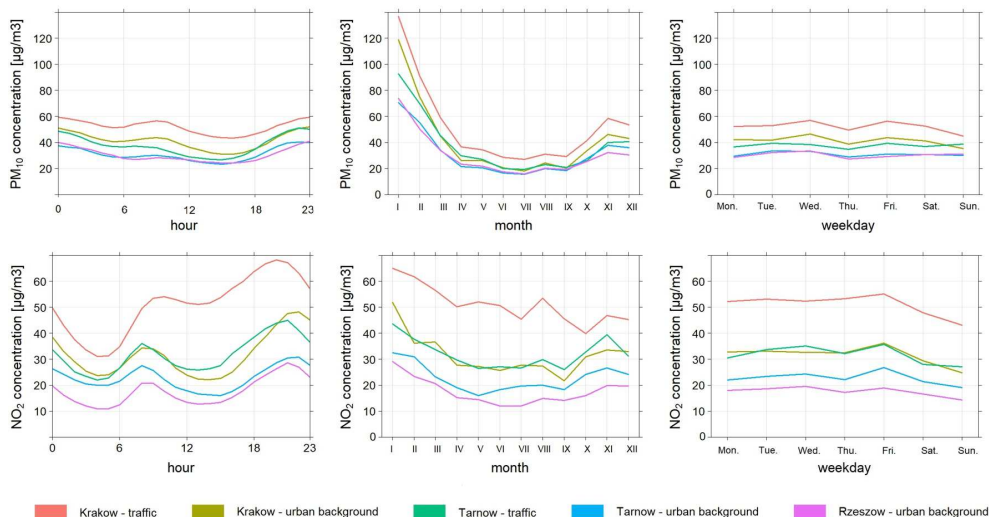 PM10 concentration [µg/m3]
120
100
80
60
40
20
0 6 12 18 23
hour
PM10 concentration [µg/m3]
120
100
80
60
40
20
I II III IV V VI VII VIII IX X XI XII
month
PM10 concentration [µg/m3]
120
100
80
60
40
20
Mon. Tue. Wed. Thu. Fri. Sat. Sun.
weekday
NO2 concentration [µg/m3]
60
50
40
30
20
10
0 6 12 18 23
hour
NO2 concentration [µg/m3]
60
50
40
30
20
10
0
I II III IV V VI VII VIII IX X XI XII
month
NO2 concentration [µg/m3]
60
50
40
30
20
10
0
Mon. Tue. Wed. Thu. Fri. Sat. Sun.
weekday
Krakow - traffic Krakow - urban background Tarnow - traffic Tarnow - urban background Rzeszow - urban background